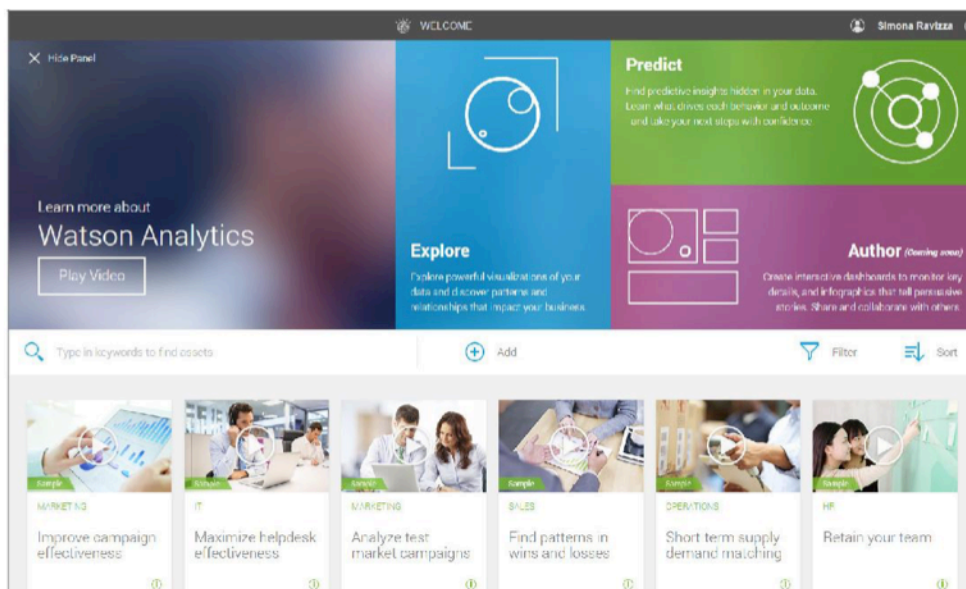 WELCOME
Simona Ravizza
Hide Panel
Learn more about
Watson Analytics
Play Video
Explore
Explore powerful visualizations of your
data and discover patterns and
relationships that impact your business.
Predict
Find predictive insights hidden in your data.
Learn what drives each behavior and outcome
and take your next steps with confidence
Author (Coming soon)
Create interactive dashboards to monitor key
details, and infographics that tell persuasive
stories. Share and collaborate with others.
Type in keywords to find assets
Add
Filter
Sort
Sample
MARKETING
Improve campaign
effectiveness
Sample
IT
Maximize helpdesk
effectiveness
Sample
MARKETING
Analyze test
market campaigns
Sample
SALES
Find patterns in
wins and losses
Sample
OPERATIONS
Short term supply
demand matching
Sample
HR
Retain your team